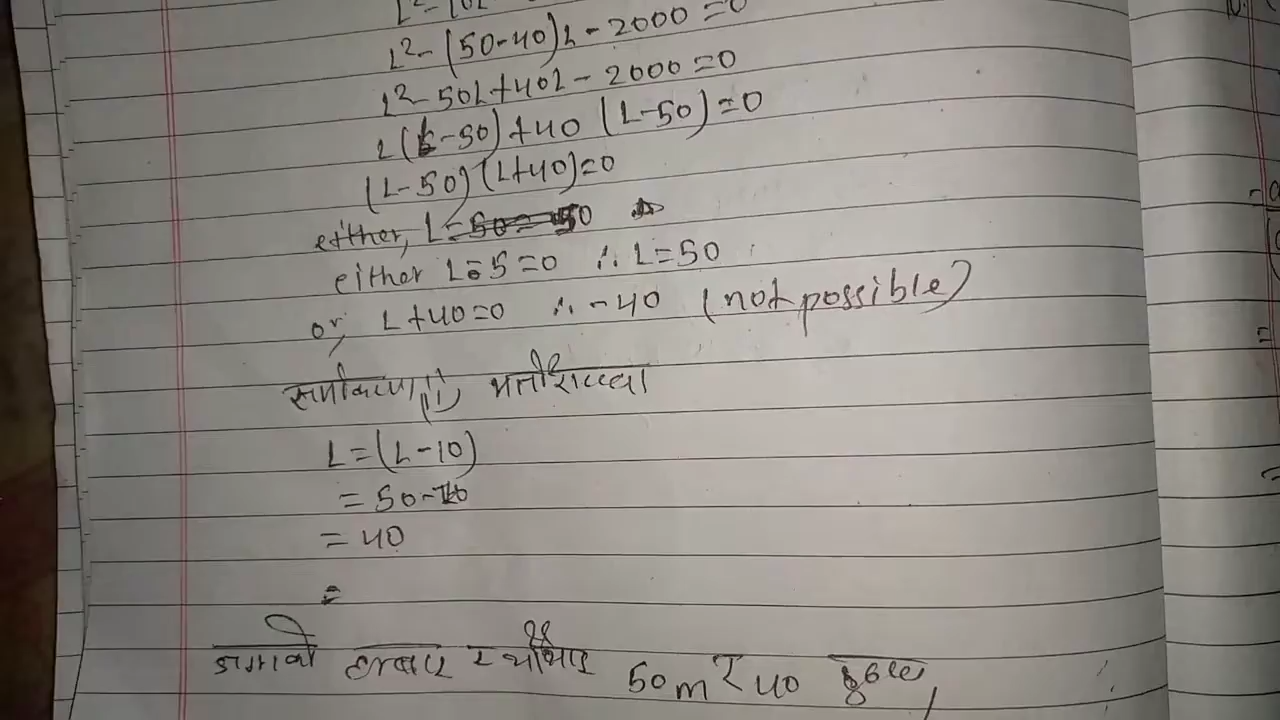 L²-(50-40)L-2000=0
L²-50L+40L-2000=0
L(L-50)+40(L-50)=0
(L-50)(L+40)=0
either, L=50=50
either L-5=0 ∴L=50
or, L+40=0 ∴-40 (not possible)
समीकरण (i)
L=(L-10)
=50-10
=40
=
लम्बाई र चौडाई 50m र 40